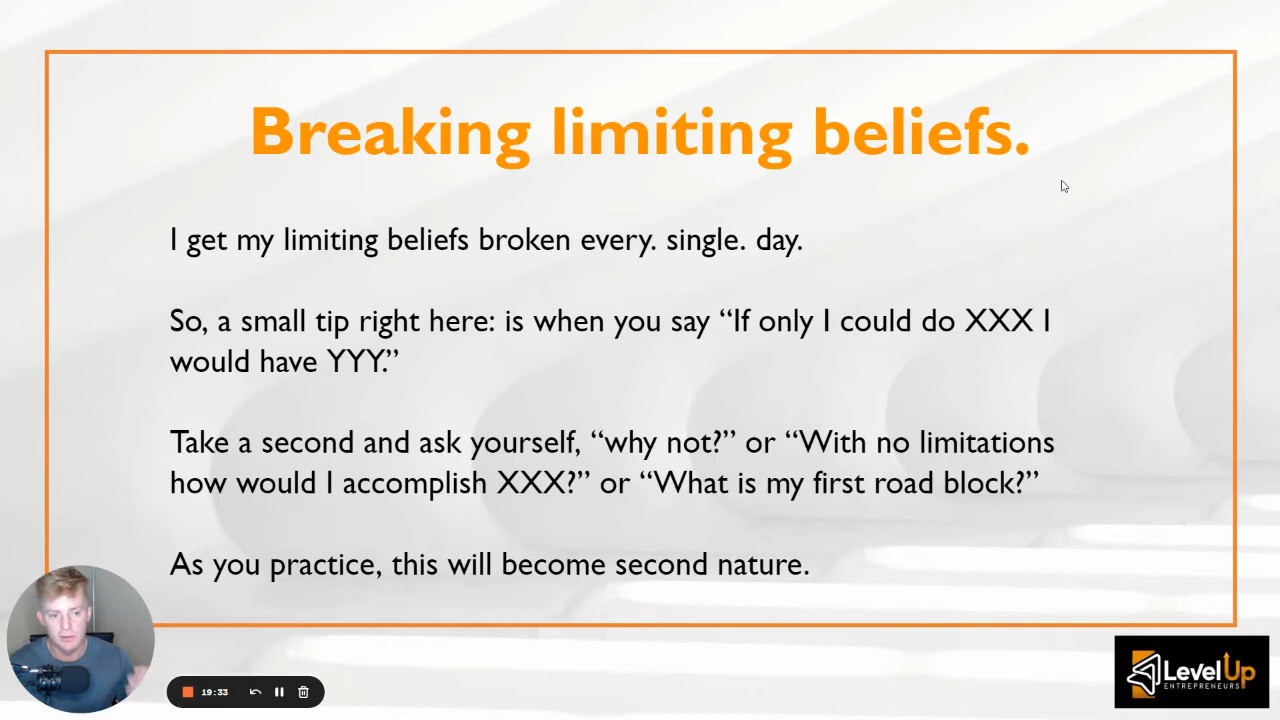 Breaking limiting beliefs.
I get my limiting beliefs broken every. single. day.
So, a small tip right here: is when you say “If only I could do XXX I
would have YYY.”
Take a second and ask yourself, “why not?” or “With no limitations
how would I accomplish XXX?” or “What is my first road block?”
As you practice, this will become second nature.
19:33
LevelUp
ENTREPRENEURS